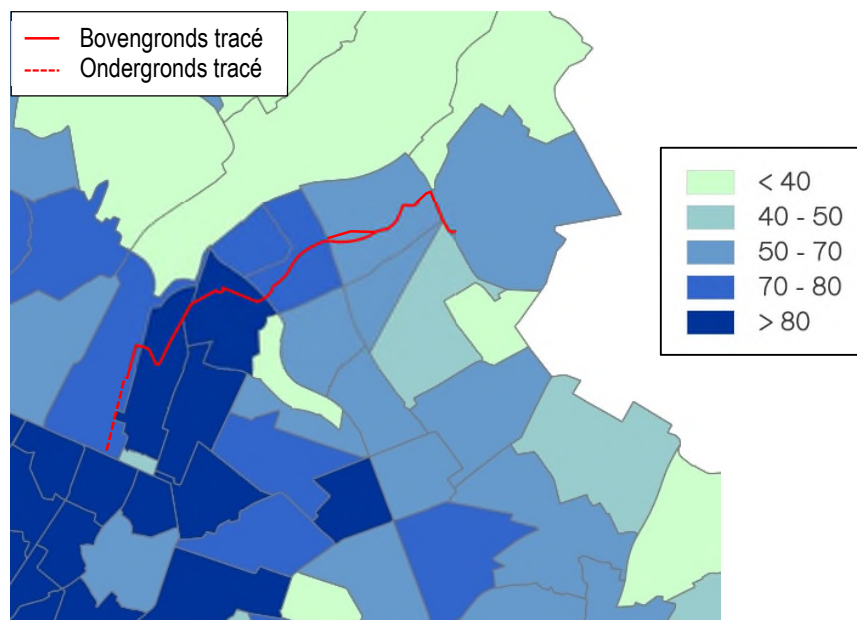 Bovengronds tracé
Ondergronds tracé
< 40
40 - 50
50 - 70
70 - 80
> 80